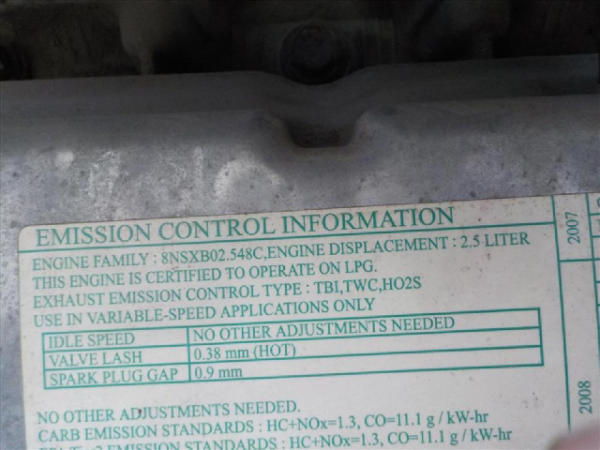 EMISSION CONTROL INFORMATION
ENGINE FAMILY : 8NSXB02.548C,ENGINE DISPLACEMENT : 2.5 LITER
THIS ENGINE IS CERTIFIED TO OPERATE ON LPG.
EXHAUST EMISSION CONTROL TYPE : TBI,TWC,HO2S
USE IN VARIABLE-SPEED APPLICATIONS ONLY
IDLE SPEED NO OTHER ADJUSTMENTS NEEDED
VALVE LASH 0.38 mm (HOT)
SPARK PLUG GAP 0.9 mm
NO OTHER ADJUSTMENTS NEEDED.
CARB EMISSION STANDARDS : HC+NOx=1.3, CO=11.1 g / kW-hr
EMISSION STANDARDS : HC+NOx=1.3, CO=11.1 g / kW-hr
2007
2008